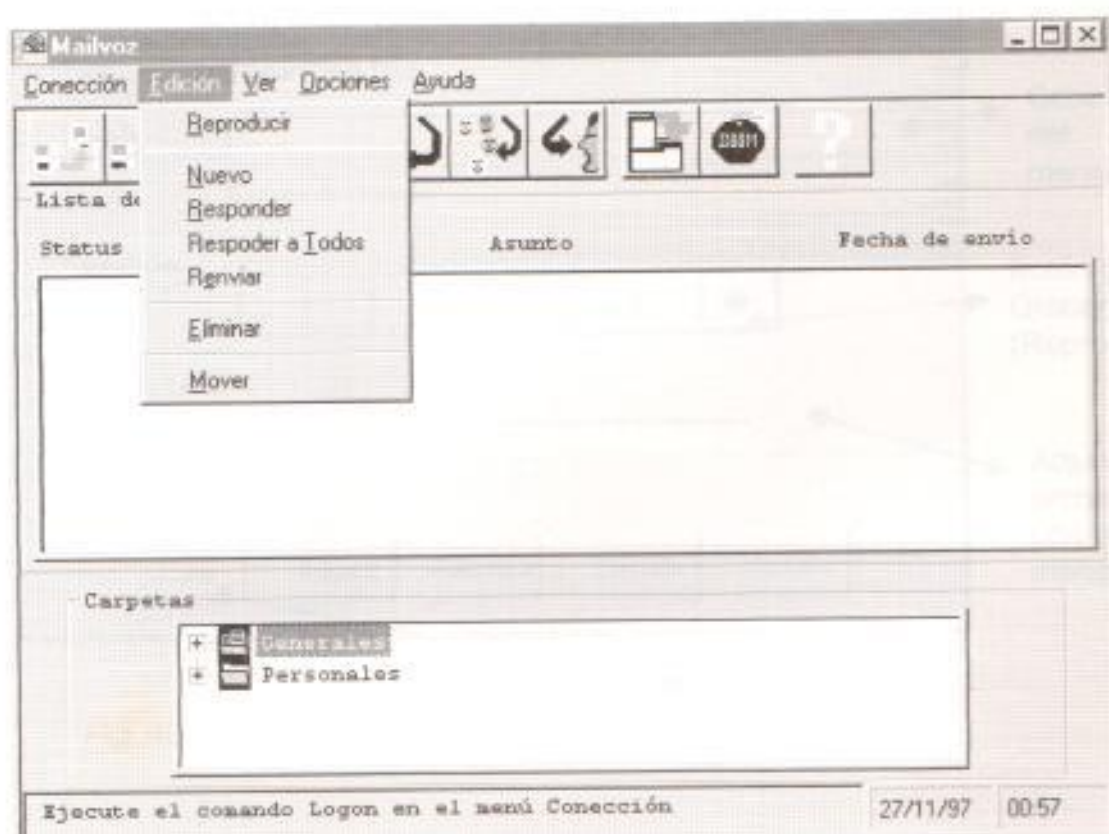 Mailvoz
Conección Edición Ver Opciones Ayuda
Reproducir
Nuevo
Responder
Respoder a Todos
Renviar
Eliminar
Mover
Lista de
Status Asunto Fecha de envio
Carpetas
Generales
Personales
Ejecute el comando Logon en el menú Conección 27/11/97 00:57